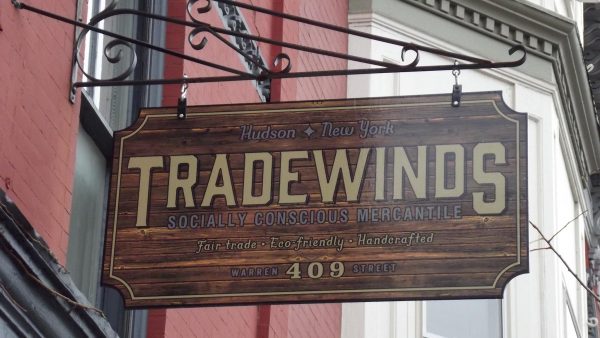 Hudson ✦ New York
TRADEWINDS
SOCIALLY CONSCIOUS MERCANTILE
Fair trade • Eco-friendly • Handcrafted
WARREN 409 STREET